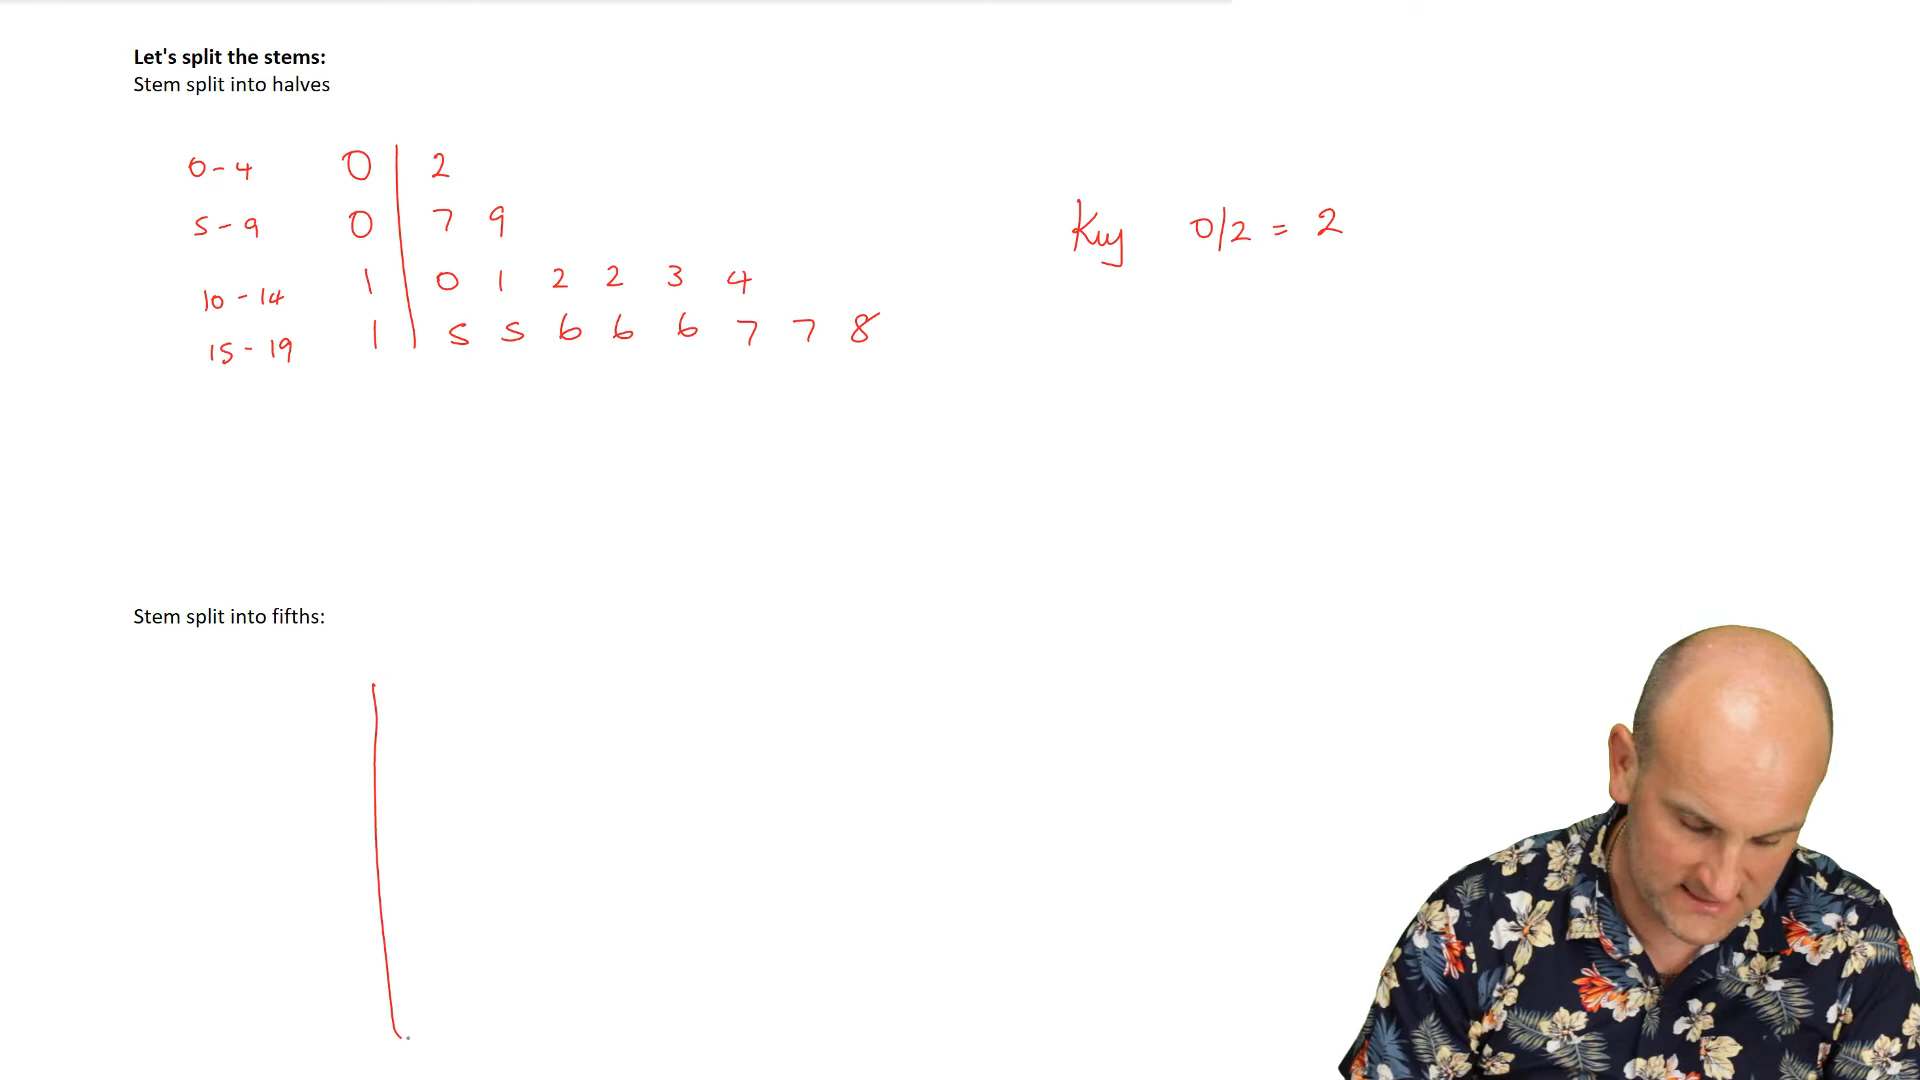 Let's split the stems:
Stem split into halves
0-4 0 | 2
5-9 0 | 7 9
Key 0/2 = 2
10-14 1 | 0 1 2 2 3 4
15-19 1 | 5 5 6 6 6 7 7 8
Stem split into fifths: